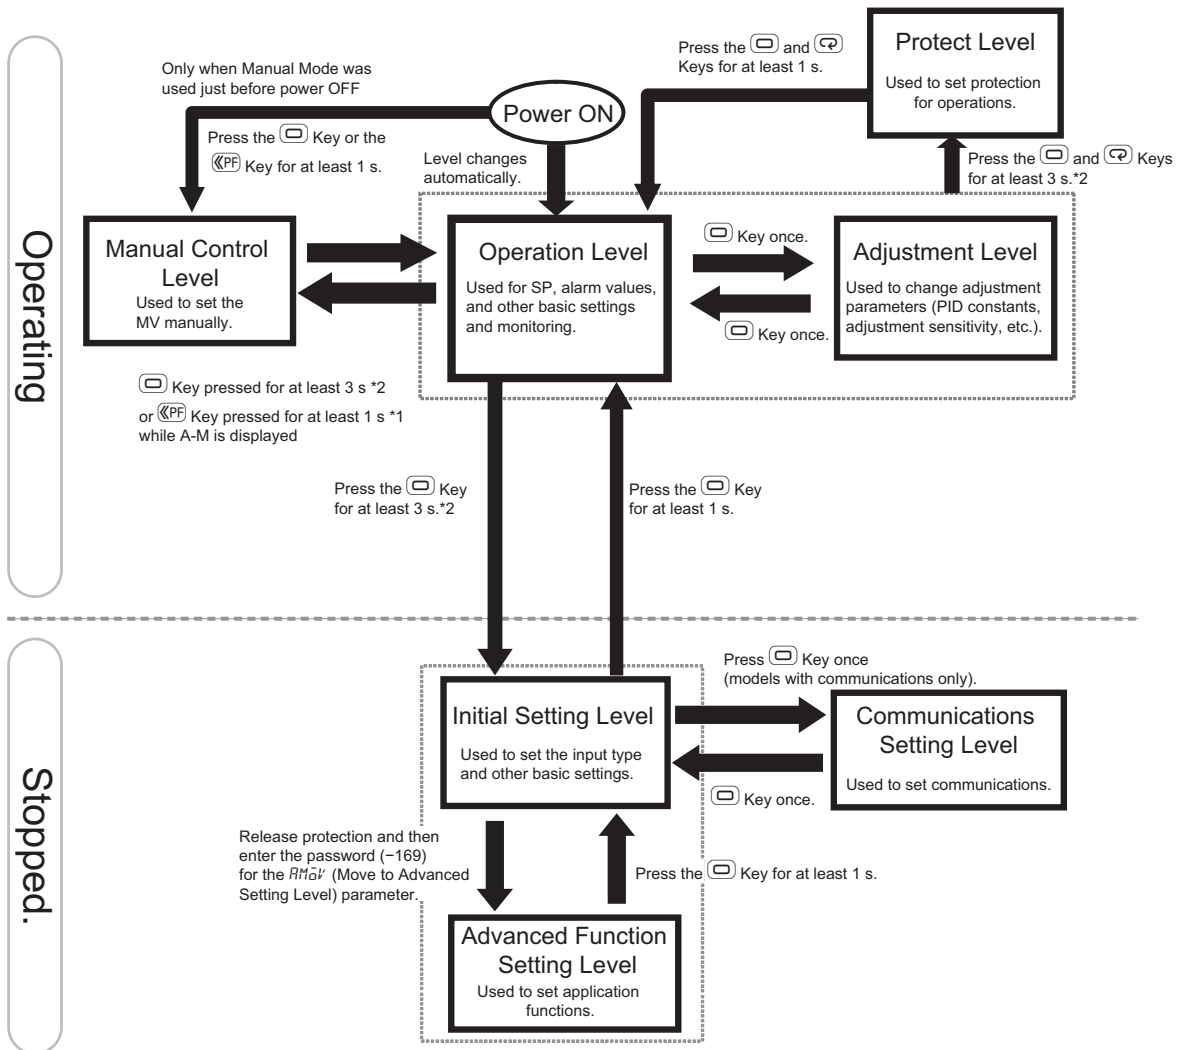 Operating
Only when Manual Mode was
used just before power OFF
Power ON
Press the Key or the
PF Key for at least 1 s.
Level changes
automatically.
Press the and
Keys for at least 1 s.
Protect Level
Used to set protection
for operations.
Press the and Keys
for at least 3 s.*2
Manual Control
Level
Used to set the
MV manually.
Operation Level
Used for SP, alarm values,
and other basic settings
and monitoring.
Key once.
Key once.
Adjustment Level
Used to change adjustment
parameters (PID constants,
adjustment sensitivity, etc.).
Key pressed for at least 3 s *2
or PF Key pressed for at least 1 s *1
while A-M is displayed
Press the Key
for at least 3 s.*2
Press the Key
for at least 1 s.
Stopped.
Initial Setting Level
Used to set the input type
and other basic settings.
Press Key once
(models with communications only).
Key once.
Communications
Setting Level
Used to set communications.
Release protection and then
enter the password (−169)
for the (Move to Advanced
Setting Level) parameter.
Press the Key for at least 1 s.
Advanced Function
Setting Level
Used to set application
functions.